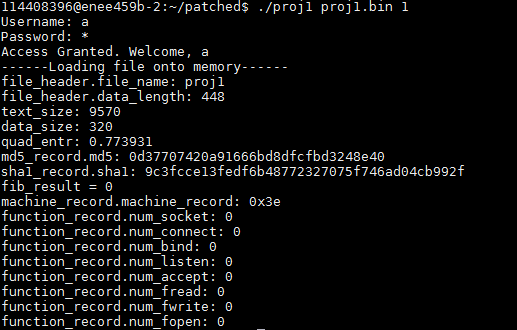 114408396@enee459b-2:~/patched$ ./proj1 proj1.bin 1
Username: a
Password: *
Access Granted. Welcome, a
------Loading file onto memory------
file_header.file_name: proj1
file_header.data_length: 448
text_size: 9570
data_size: 320
quad_entr: 0.773931
md5_record.md5: 0d37707420a91666bd8dfcfbd3248e40
sha1_record.sha1: 9c3fcce13fedf6b48772327075f746ad04cb992f
fib_result = 0
machine_record.machine_record: 0x3e
function_record.num_socket: 0
function_record.num_connect: 0
function_record.num_bind: 0
function_record.num_listen: 0
function_record.num_accept: 0
function_record.num_fread: 0
function_record.num_fwrite: 0
function_record.num_fopen: 0